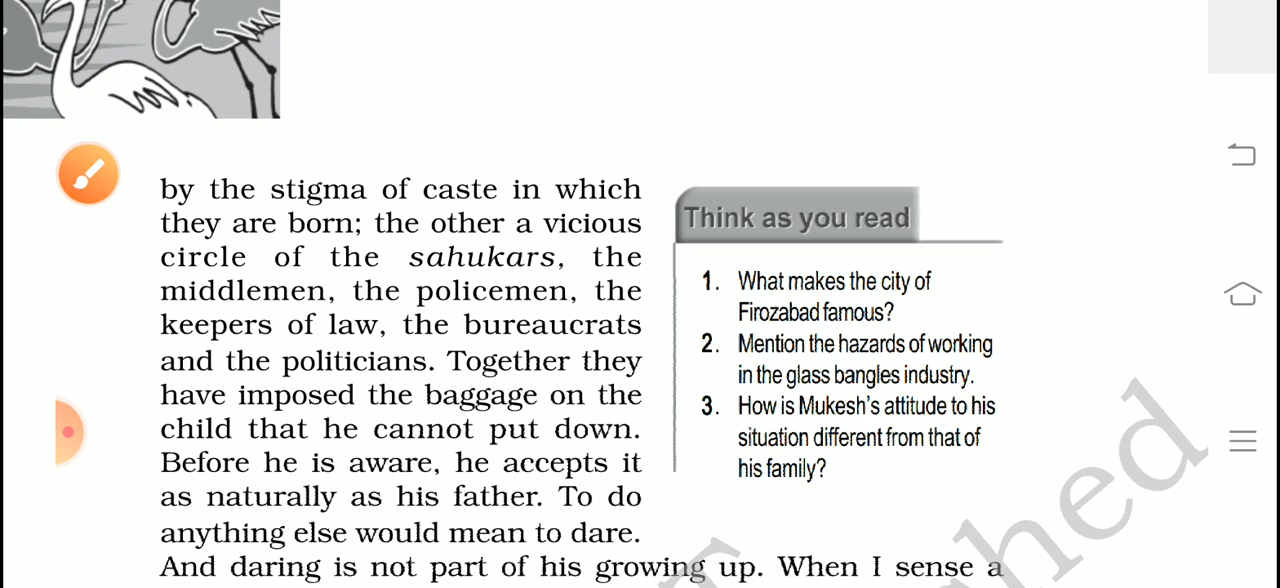 by the stigma of caste in which
they are born; the other a vicious
circle of the sahukars, the
middlemen, the policemen, the
keepers of law, the bureaucrats
and the politicians. Together they
have imposed the baggage on the
child that he cannot put down.
Before he is aware, he accepts it
as naturally as his father. To do
anything else would mean to dare.
And daring is not part of his growing up. When I sense a
Think as you read
1. What makes the city of
Firozabad famous?
2. Mention the hazards of working
in the glass bangles industry.
3. How is Mukesh's attitude to his
situation different from that of
his family?